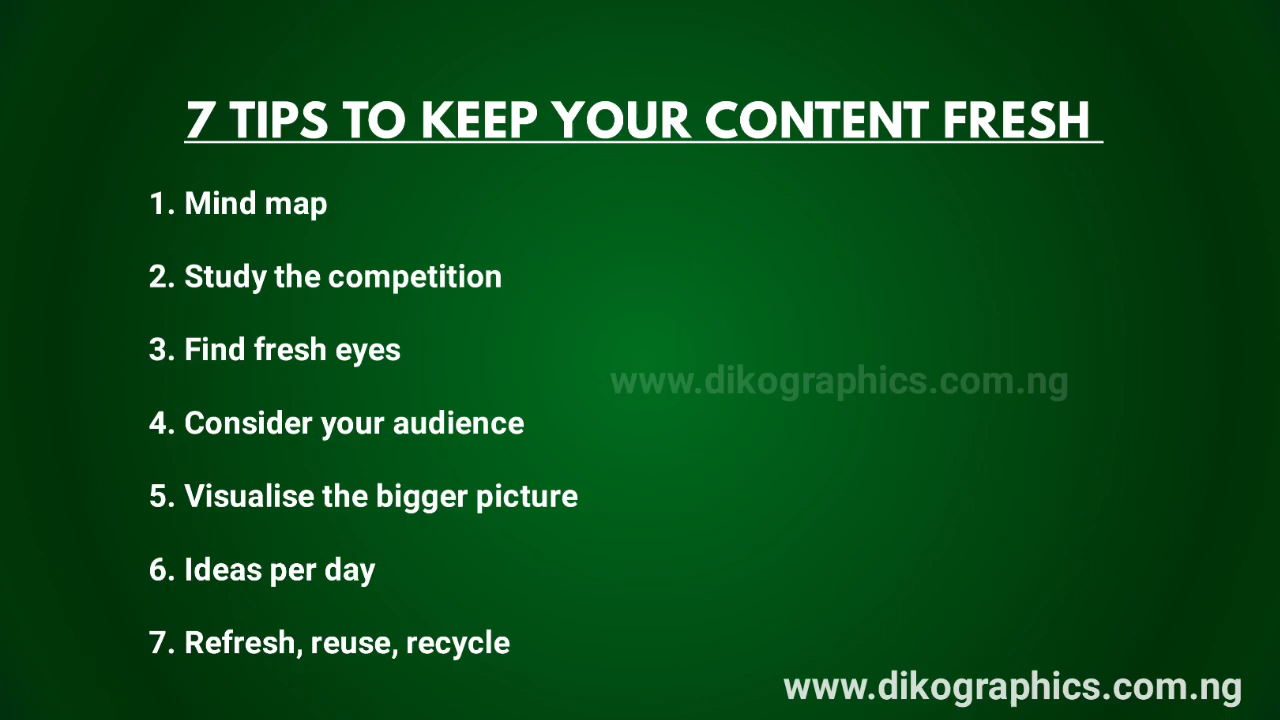 7 TIPS TO KEEP YOUR CONTENT FRESH
1. Mind map
2. Study the competition
3. Find fresh eyes
www.dikographics.com.ng
4. Consider your audience
5. Visualise the bigger picture
6. Ideas per day
7. Refresh, reuse, recycle
www.dikographics.com.ng